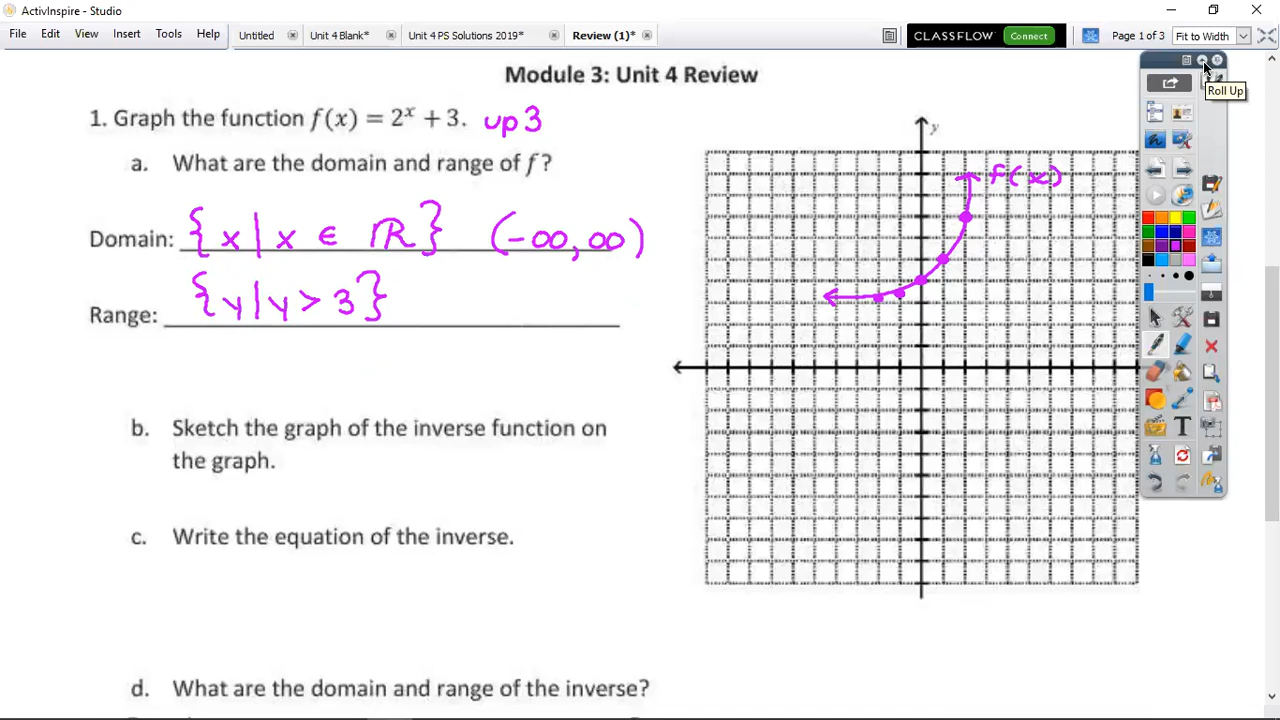 ActivInspire - Studio
File Edit View Insert Tools Help Untitled Unit 4 Blank* Unit 4 PS Solutions 2019* Review (1)* CLASSFLOW Connect Page 1 of 3 Fit to Width
Roll Up
Module 3: Unit 4 Review
1. Graph the function f(x) = 2ˣ + 3. up 3
a. What are the domain and range of f?
Domain: {x | x ∈ ℝ} (-∞, ∞)
Range: {y | y > 3}
b. Sketch the graph of the inverse function on
the graph.
c. Write the equation of the inverse.
d. What are the domain and range of the inverse?
y
f(x)